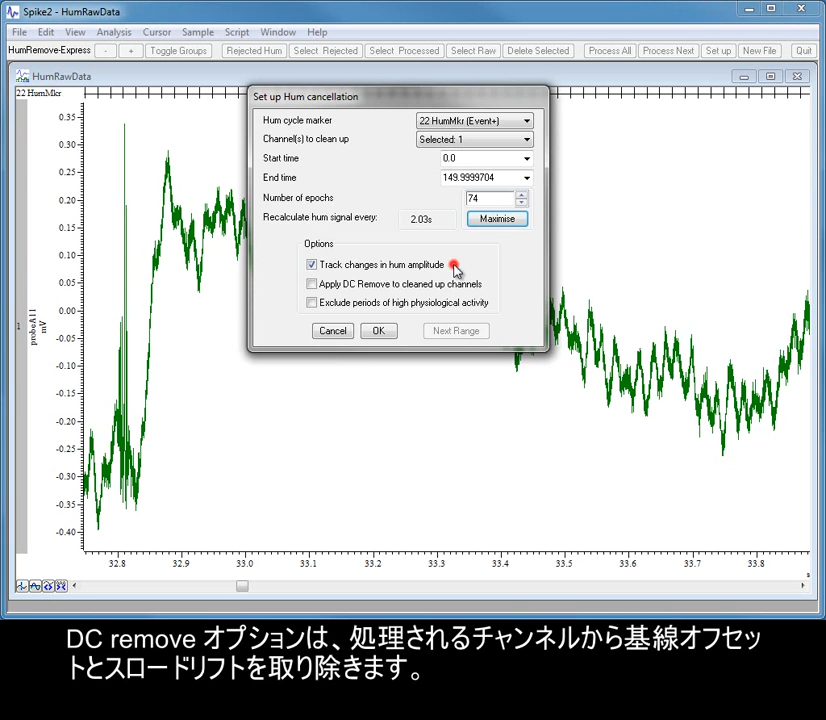 Spike2 - HumRawData
File Edit View Analysis Cursor Sample Script Window Help
HumRemove-Express - + Toggle Groups Rejected Hum Select Rejected Select Processed Select Raw Delete Selected Process All Process Next Set up New File Quit
HumRawData
22 HumMkr
Set up Hum cancellation
Hum cycle marker 22 HumMkr (Event+)
Channel(s) to clean up Selected: 1
Start time 0.0
End time 149.9999704
Number of epochs 74
Recalculate hum signal every: 2.03s Maximise
Options
Track changes in hum amplitude
Apply DC Remove to cleaned up channels
Exclude periods of high physiological activity
Cancel OK Next Range
0.35
0.30
0.25
0.20
0.15
0.10
0.05
0.00
-0.05
-0.10
-0.15
-0.20
-0.25
-0.30
-0.35
-0.40
1
probeA11
mV
32.8 32.9 33.0 33.1 33.2 33.3 33.4 33.5 33.6 33.7 33.8
s
DC remove オプションは、処理されるチャンネルから基線オフセッ
トとスロードリフトを取り除きます。